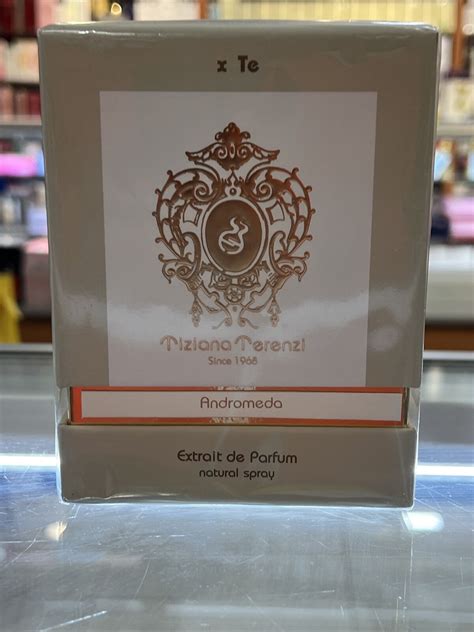 x Te
Tiziana Terenzi
Since 1968
Andromeda
Extrait de Parfum
natural spray